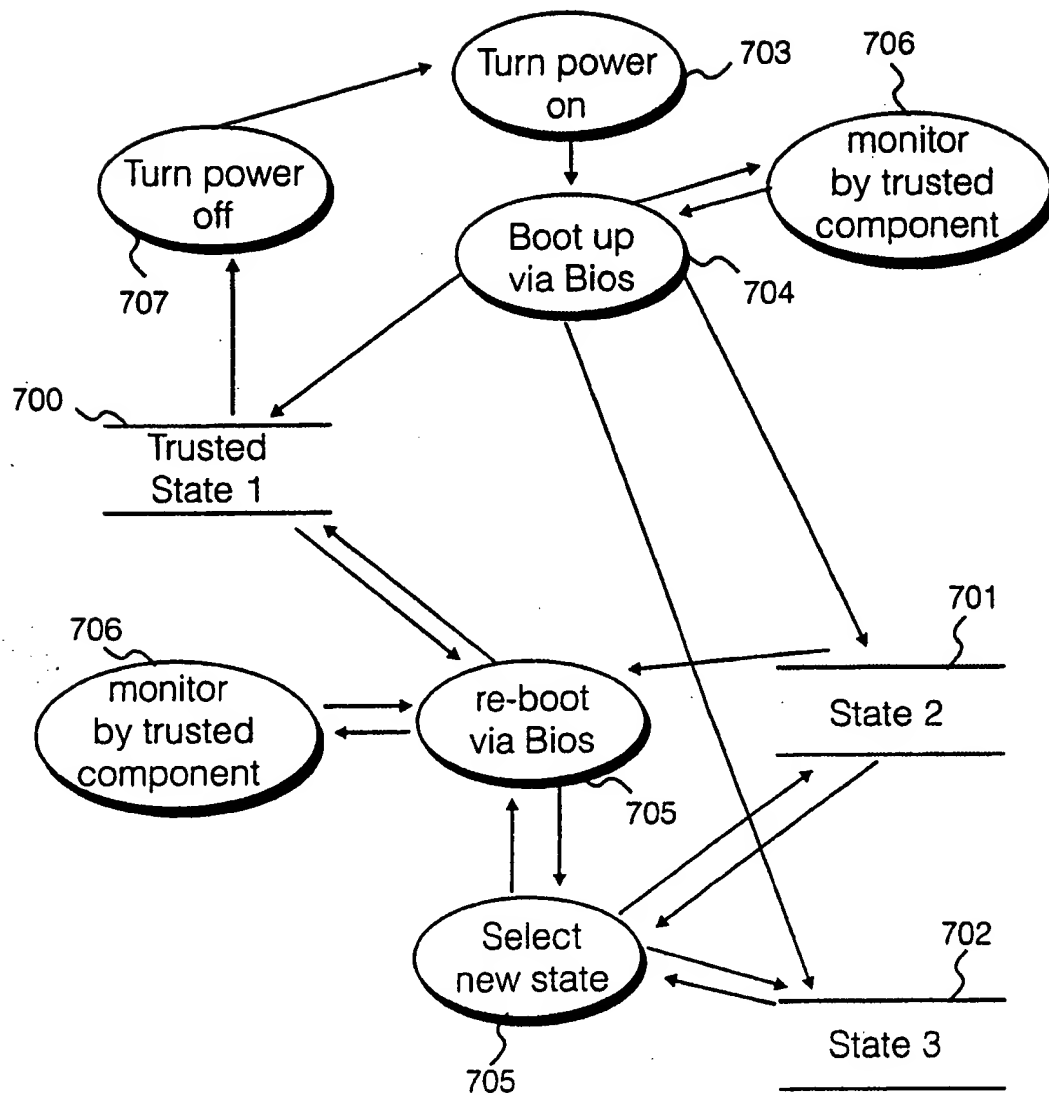 Turn power
on
703
706
monitor
by trusted
component
Turn power
off
707
Boot up
via Bios
704
700
Trusted
State 1
701
State 2
706
monitor
by trusted
component
re-boot
via Bios
705
Select
new state
705
702
State 3